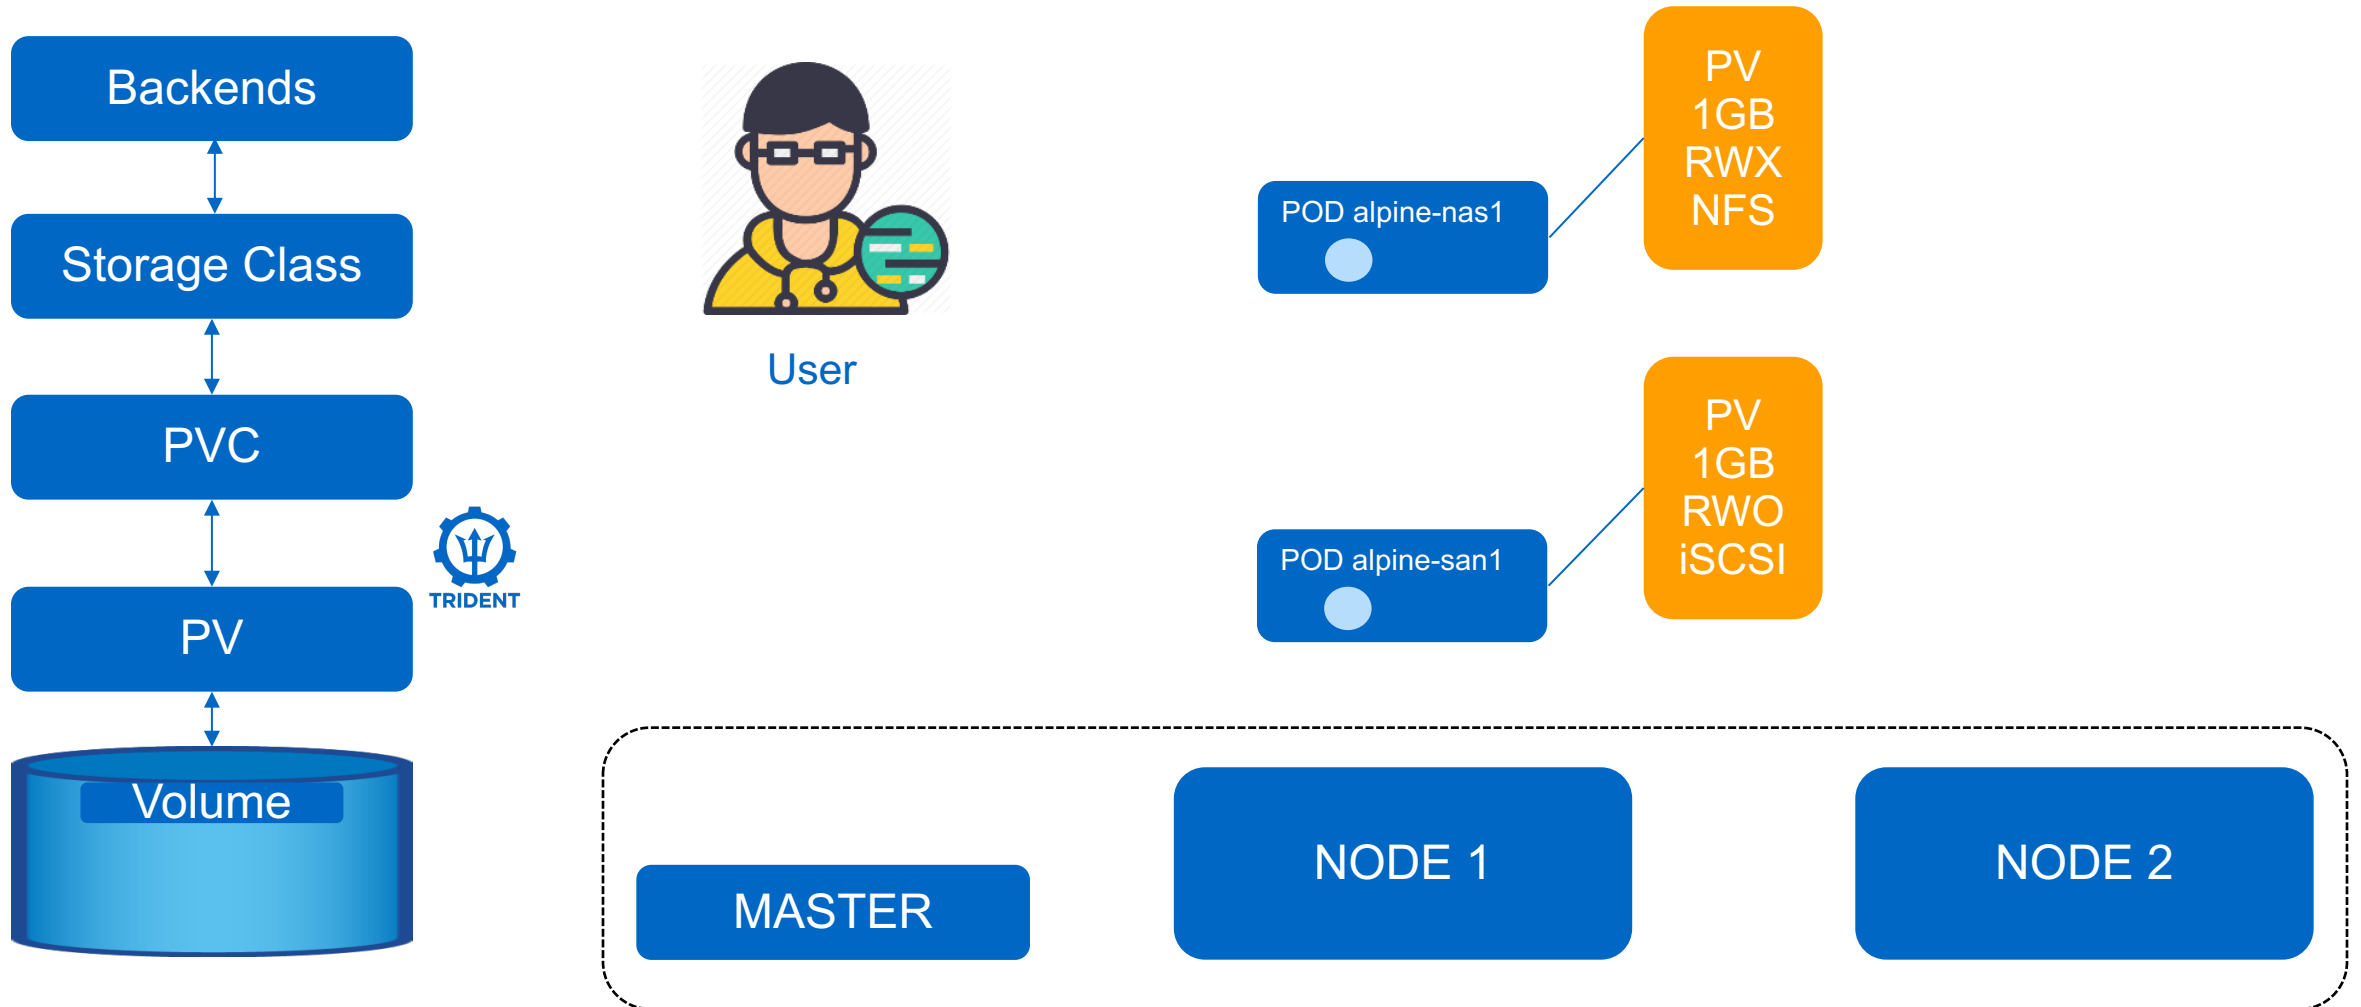 Backends
Storage Class
PVC
TRIDENT
PV
Volume
User
POD alpine-nas1
PV
1GB
RWX
NFS
POD alpine-san1
PV
1GB
RWO
iSCSI
MASTER
NODE 1
NODE 2